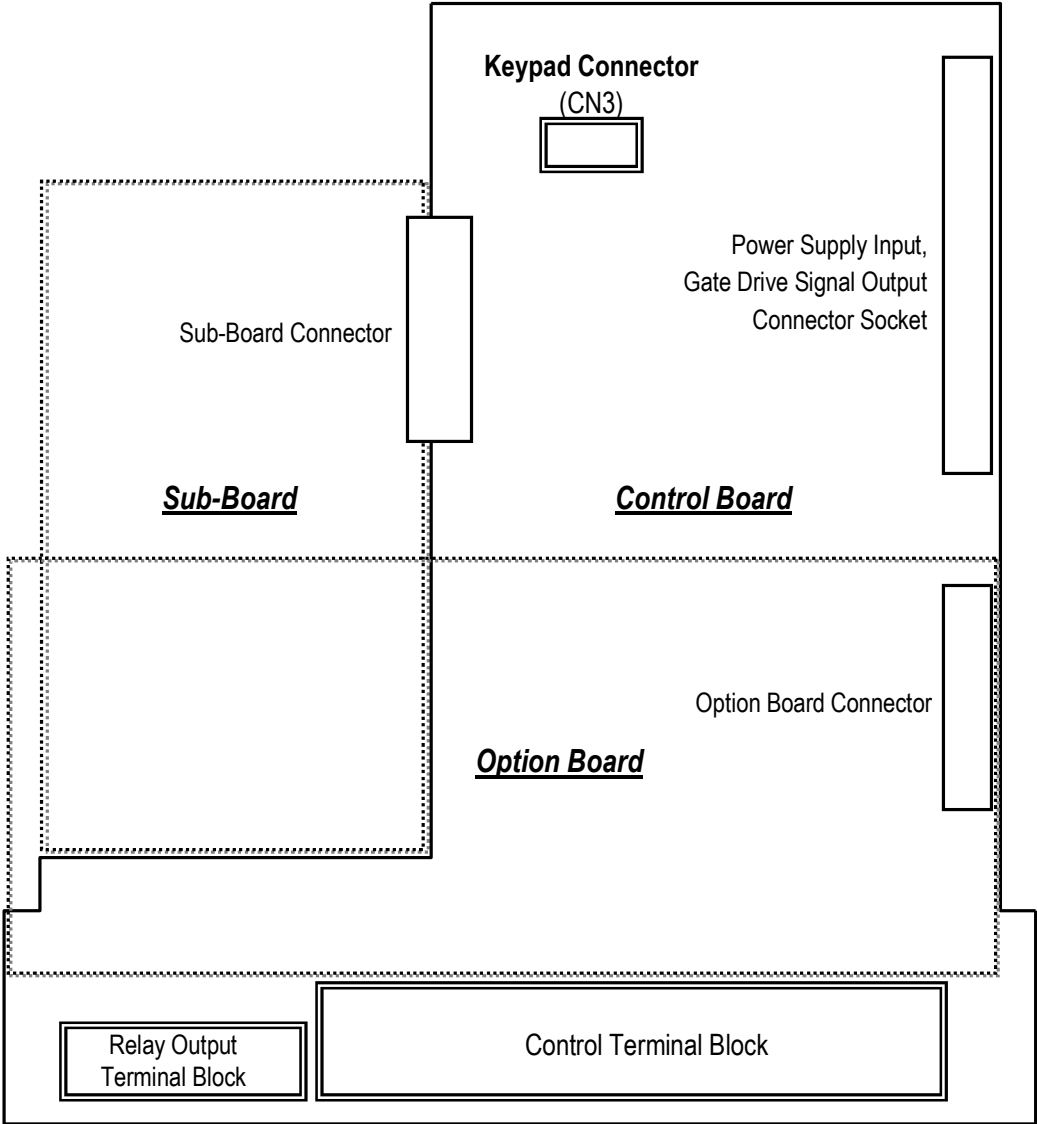 Keypad Connector
(CN3)
Power Supply Input,
Gate Drive Signal Output
Connector Socket
Sub-Board Connector
Sub-Board
Control Board
Option Board Connector
Option Board
Relay Output
Terminal Block
Control Terminal Block